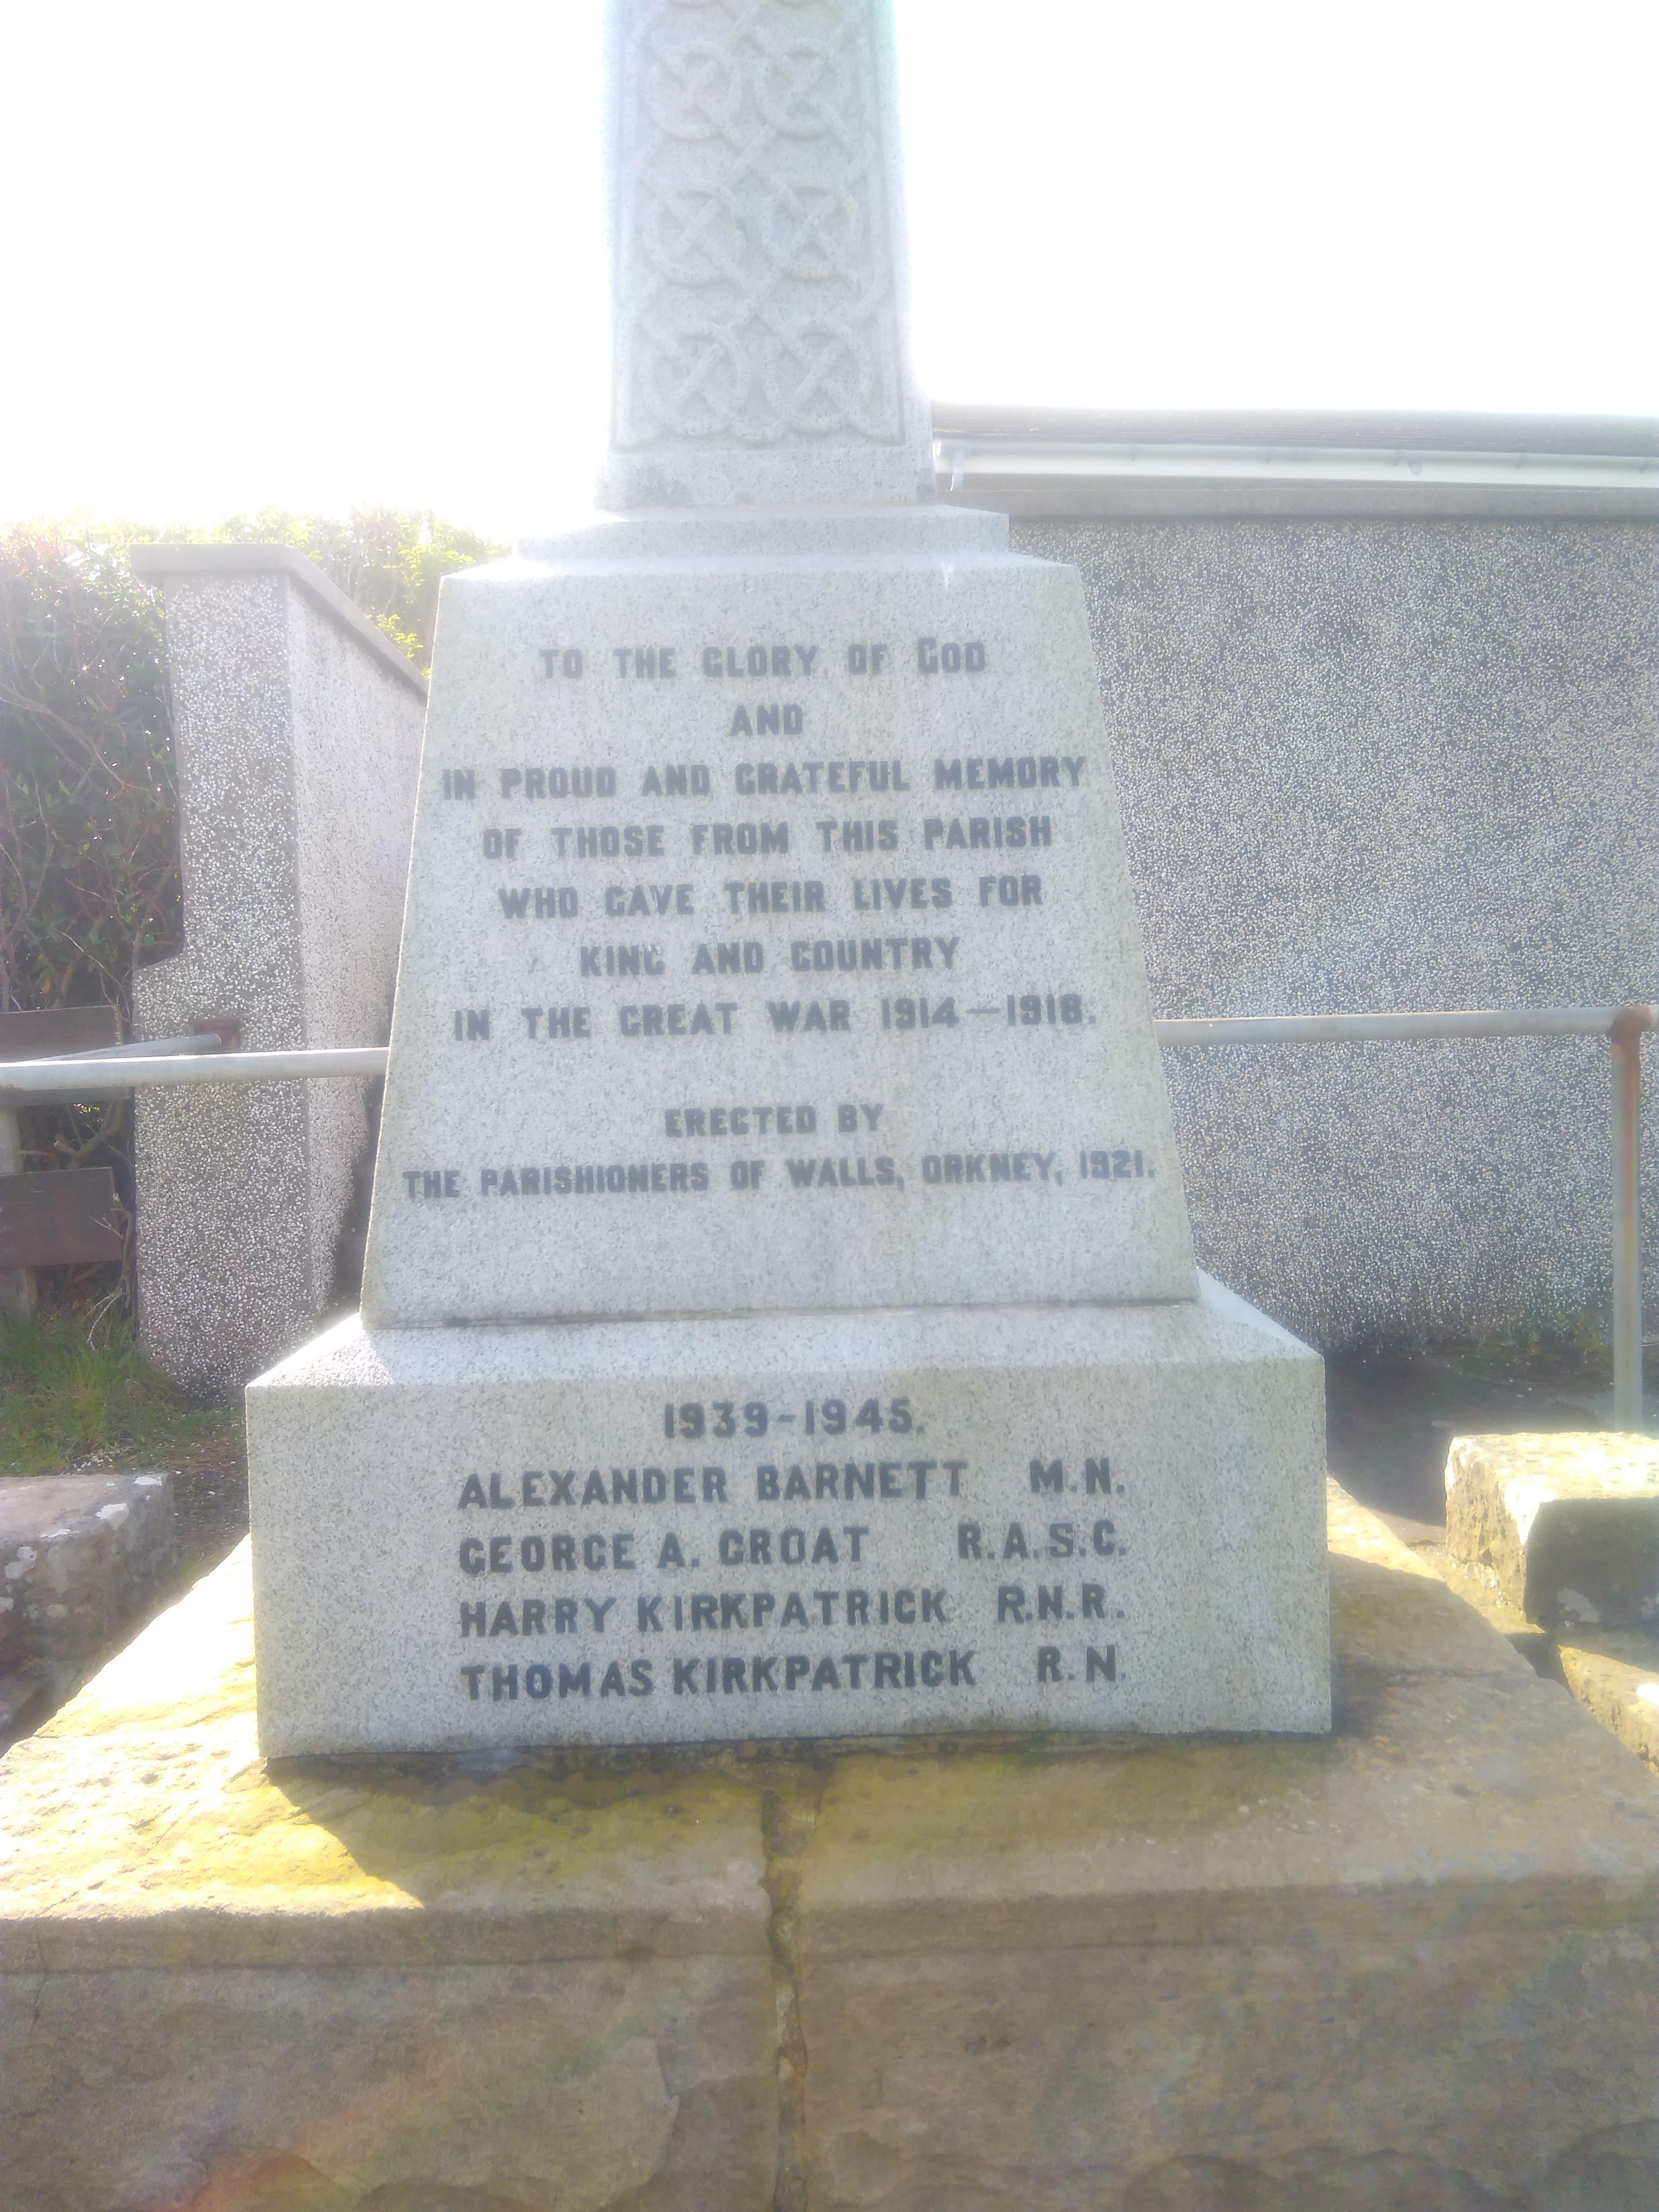 TO THE GLORY OF GOD
AND
IN PROUD AND GRATEFUL MEMORY
OF THOSE FROM THIS PARISH
WHO GAVE THEIR LIVES FOR
KING AND COUNTRY
IN THE GREAT WAR 1914-1918.
ERECTED BY
THE PARISHIONERS OF WALLS, ORKNEY, 1921.
1939-1945.
ALEXANDER BARNETT M.N.
GEORGE A. GROAT R.A.S.C.
HARRY KIRKPATRICK R.N.R.
THOMAS KIRKPATRICK R.N.